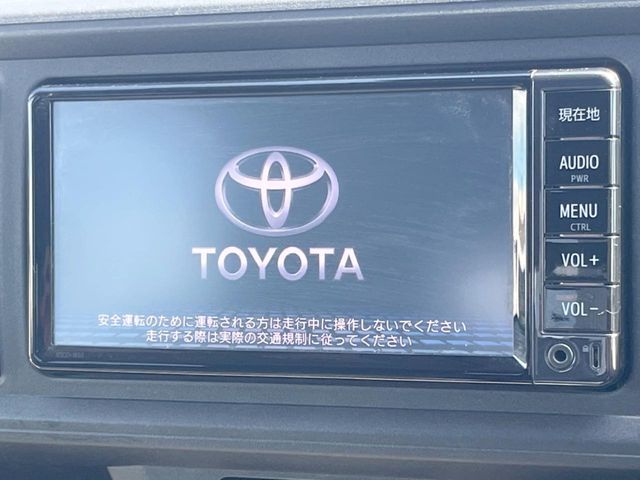 TOYOTA
安全運転のために運転される方は走行中に操作しないでください
走行する際は実際の交通規制に従ってください
現在地
AUDIO
PWR
MENU
CTRL
VOL+
VOL-